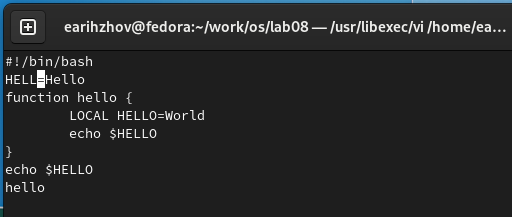 earihzhov@fedora:~/work/os/lab08 — /usr/libexec/vi /home/ea…
#!/bin/bash
HELL=Hello
function hello {
        LOCAL HELLO=World
        echo $HELLO
}
echo $HELLO
hello